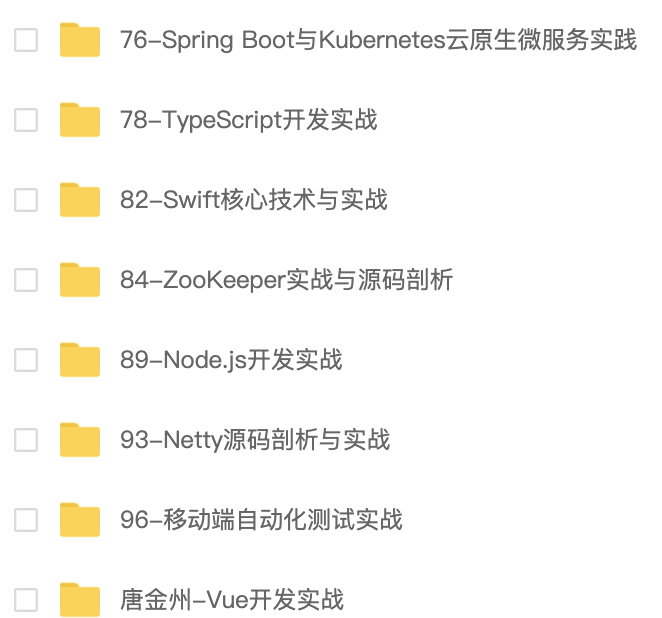 76-Spring Boot与Kubernetes云原生微服务实践
78-TypeScript开发实战
82-Swift核心技术与实战
84-ZooKeeper实战与源码剖析
89-Node.js开发实战
93-Netty源码剖析与实战
96-移动端自动化测试实战
唐金州-Vue开发实战